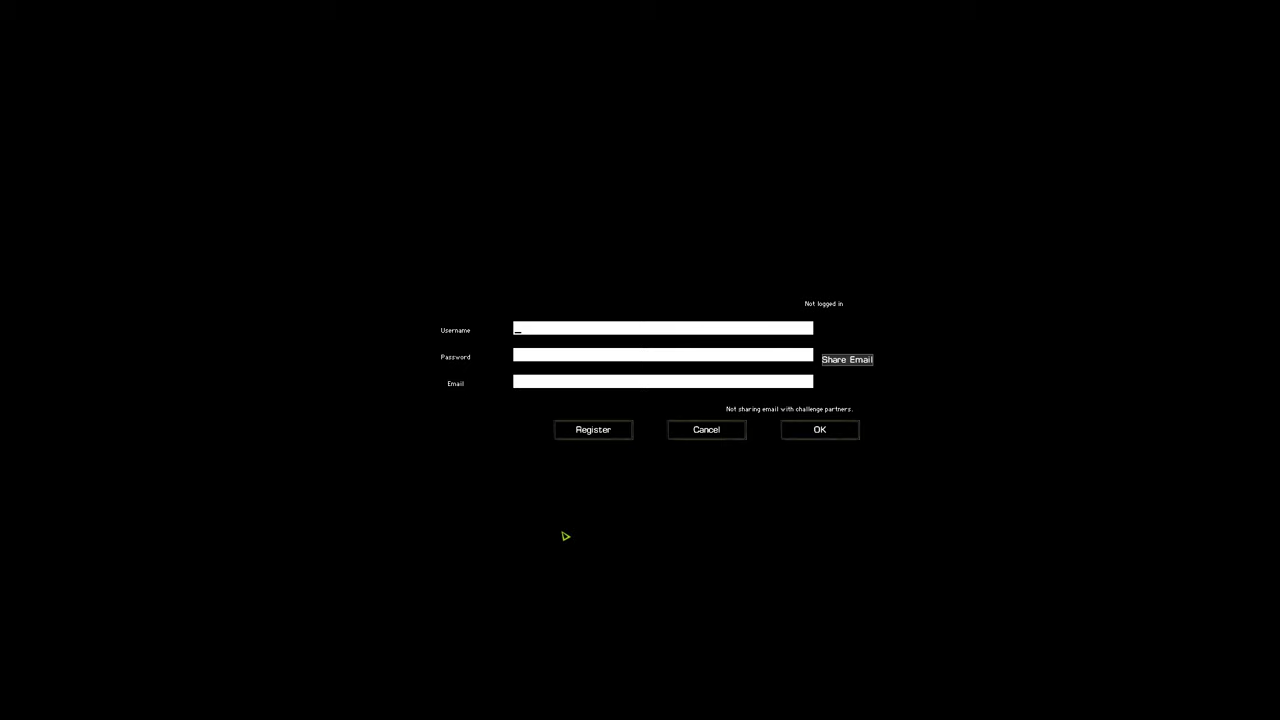 Not logged in
Username
Password
Share Email
Email
Not sharing email with challenge partners.
Register
Cancel
OK